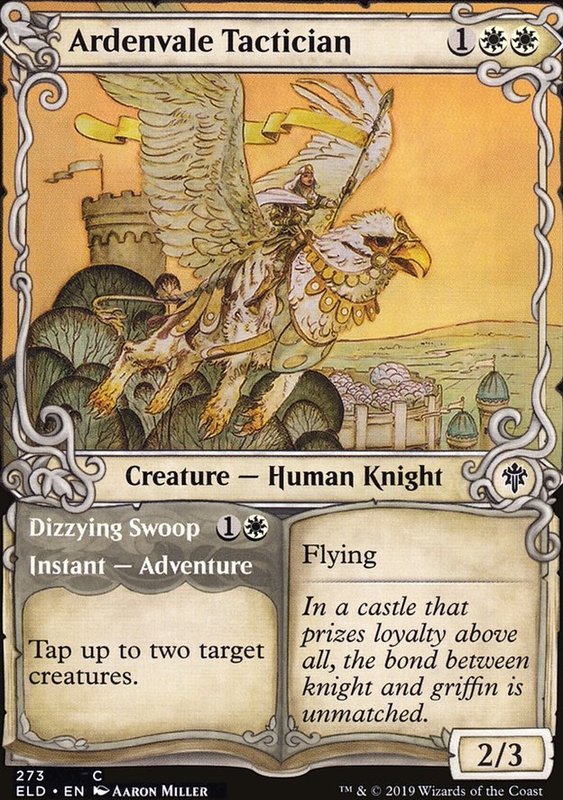 Ardenvale Tactician 1
Creature — Human Knight
Dizzying Swoop 1
Instant — Adventure
Tap up to two target
creatures.
Flying
In a castle that
prizes loyalty above
all, the bond between
knight and griffin is
unmatched.
2/3
273 C
ELD • EN Aaron Miller
™ & © 2019 Wizards of the Coast